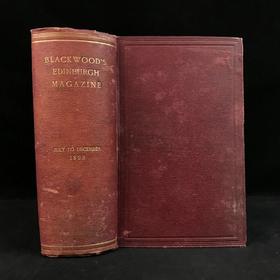 BLACKWOOD'S
EDINBURGH
MAGAZINE
JULY TO DECEMBER